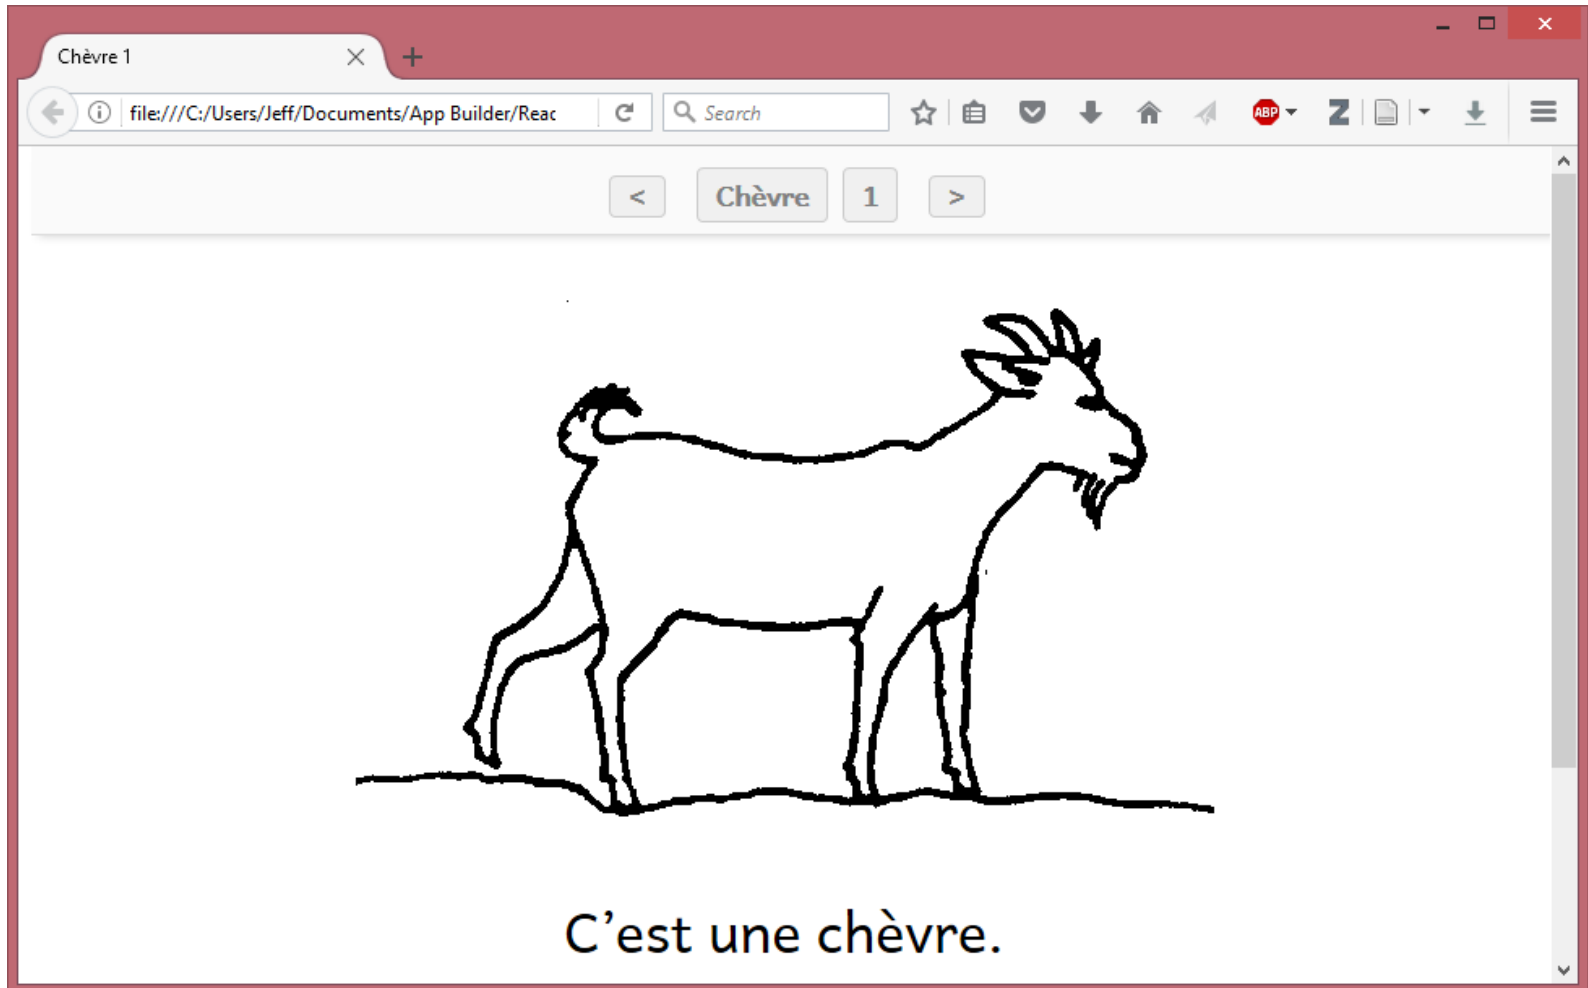 Chèvre 1
file:///C:/Users/Jeff/Documents/App Builder/Reac
Search
ABP
Z
< Chèvre 1 >
C’est une chèvre.